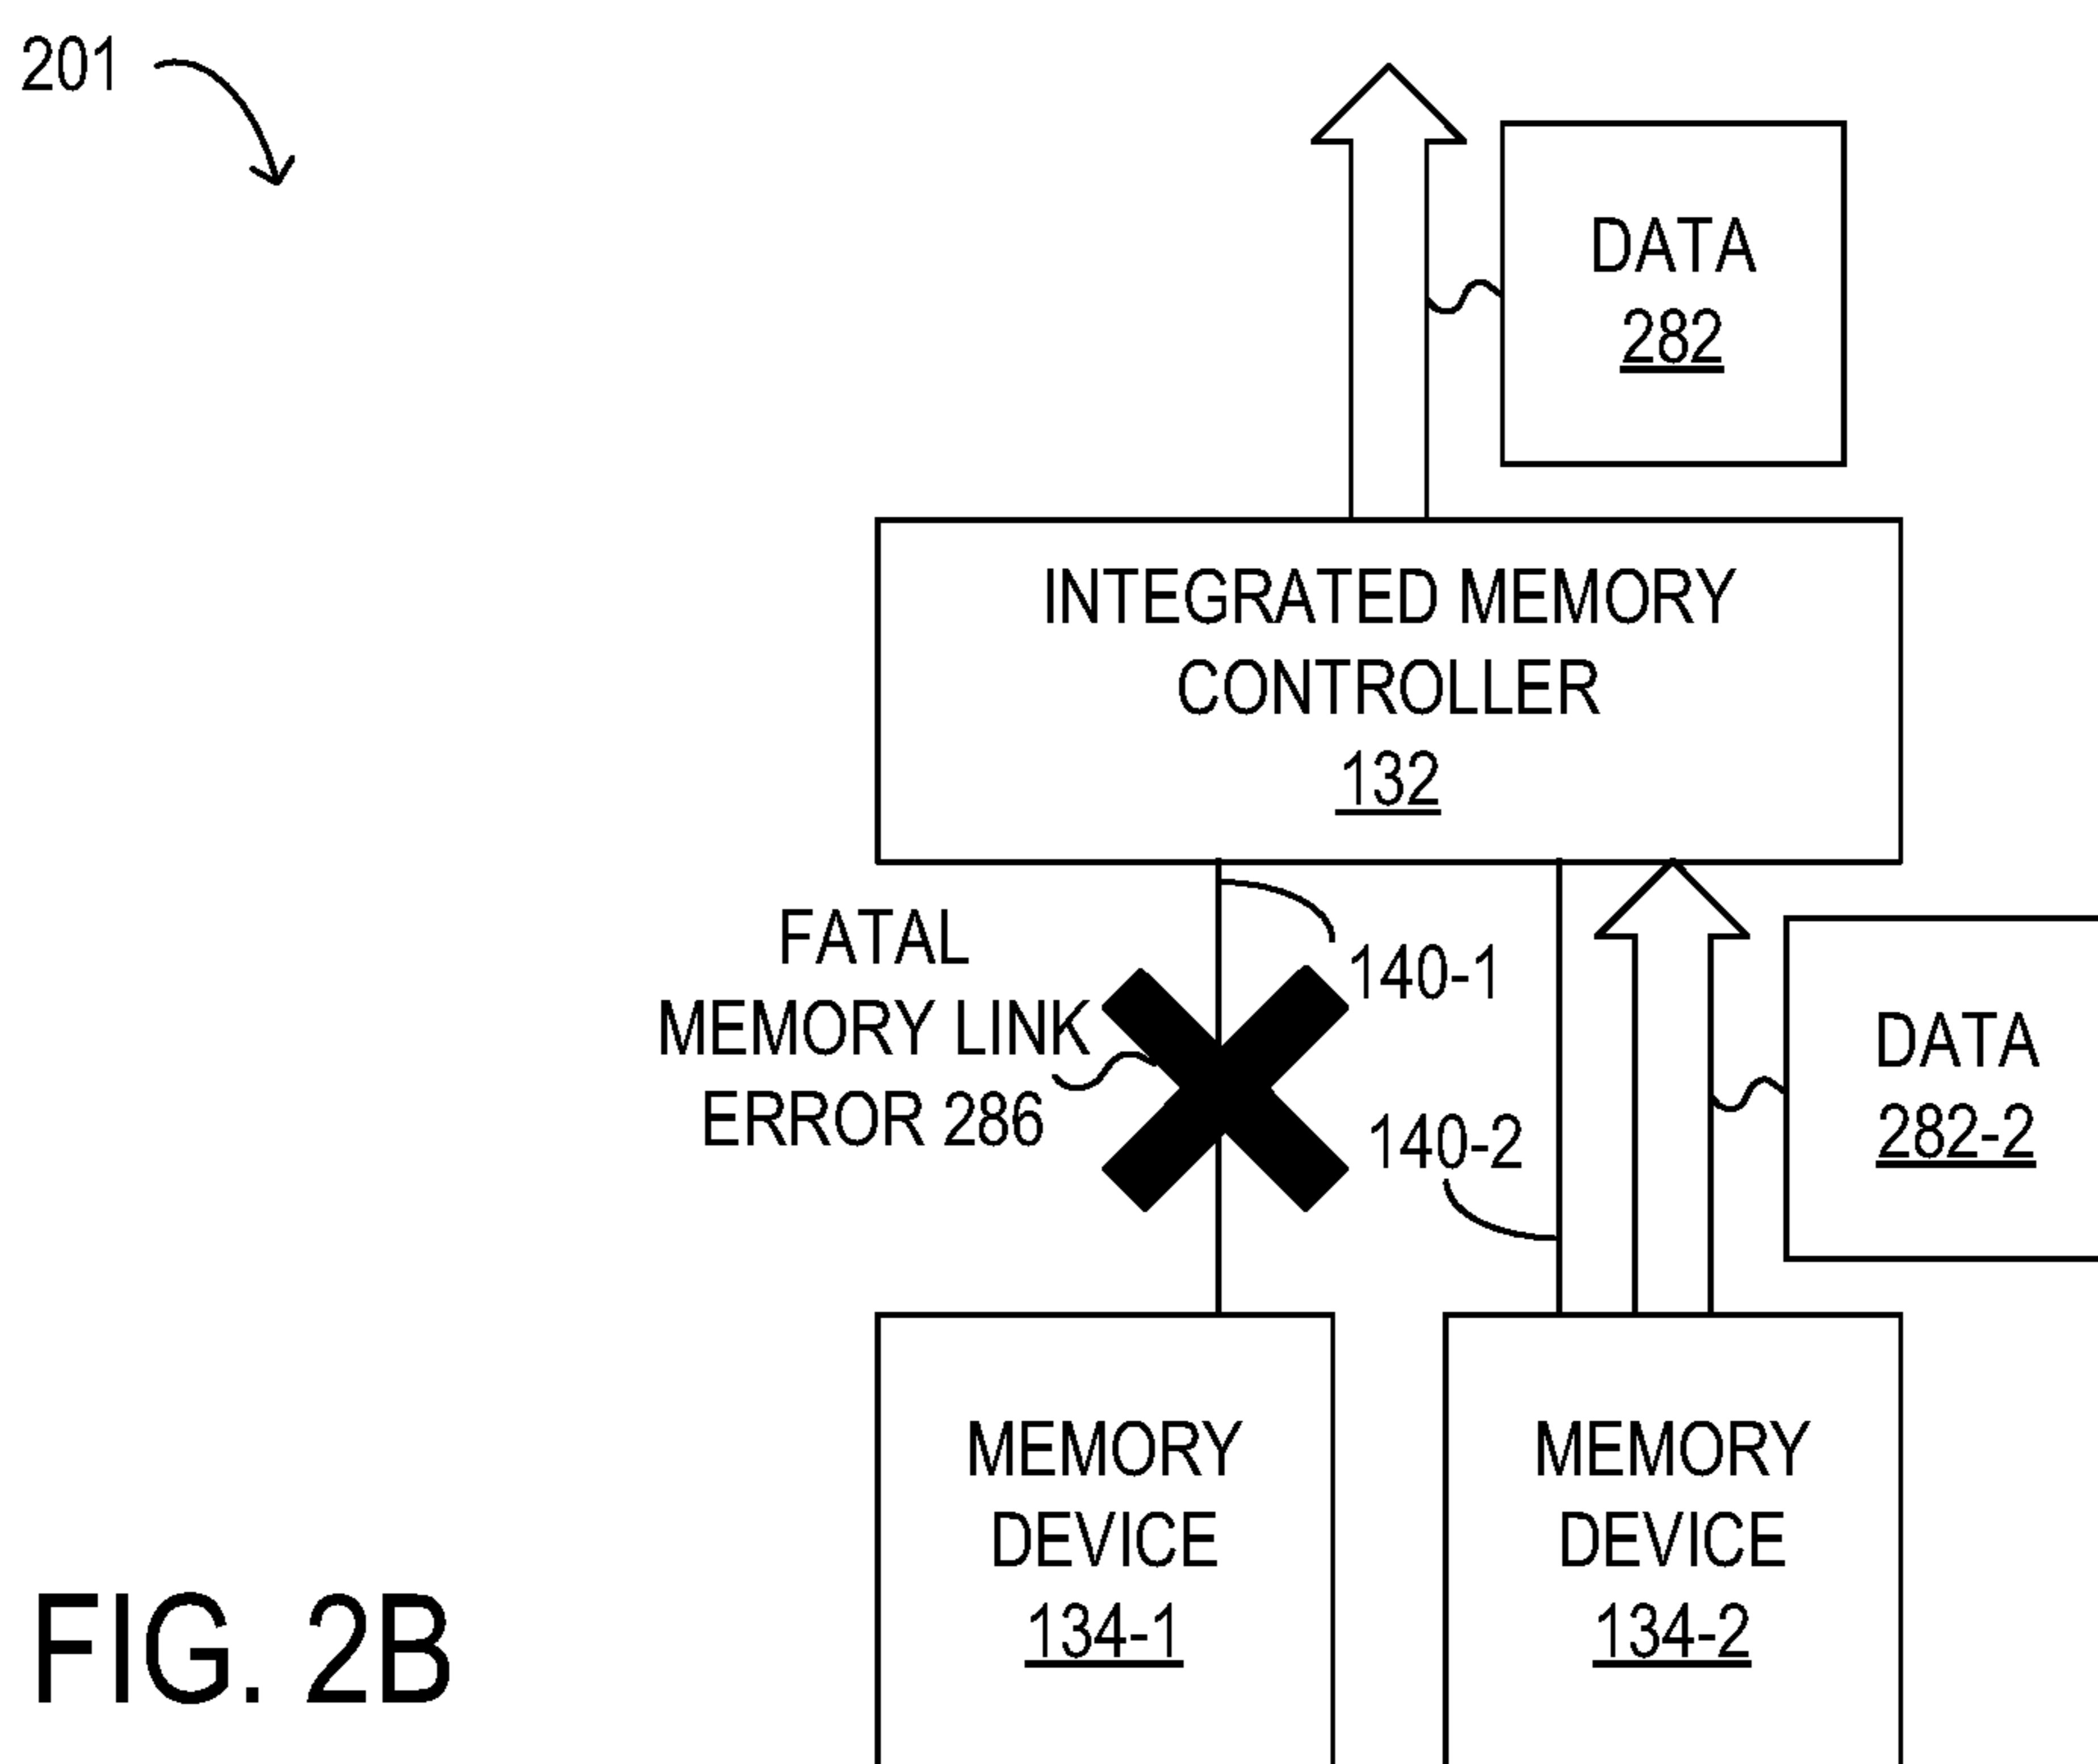 201
DATA
282
INTEGRATED MEMORY
CONTROLLER
132
FATAL
MEMORY LINK
ERROR 286
140-1
140-2
DATA
282-2
MEMORY
DEVICE
134-1
MEMORY
DEVICE
134-2
FIG. 2B